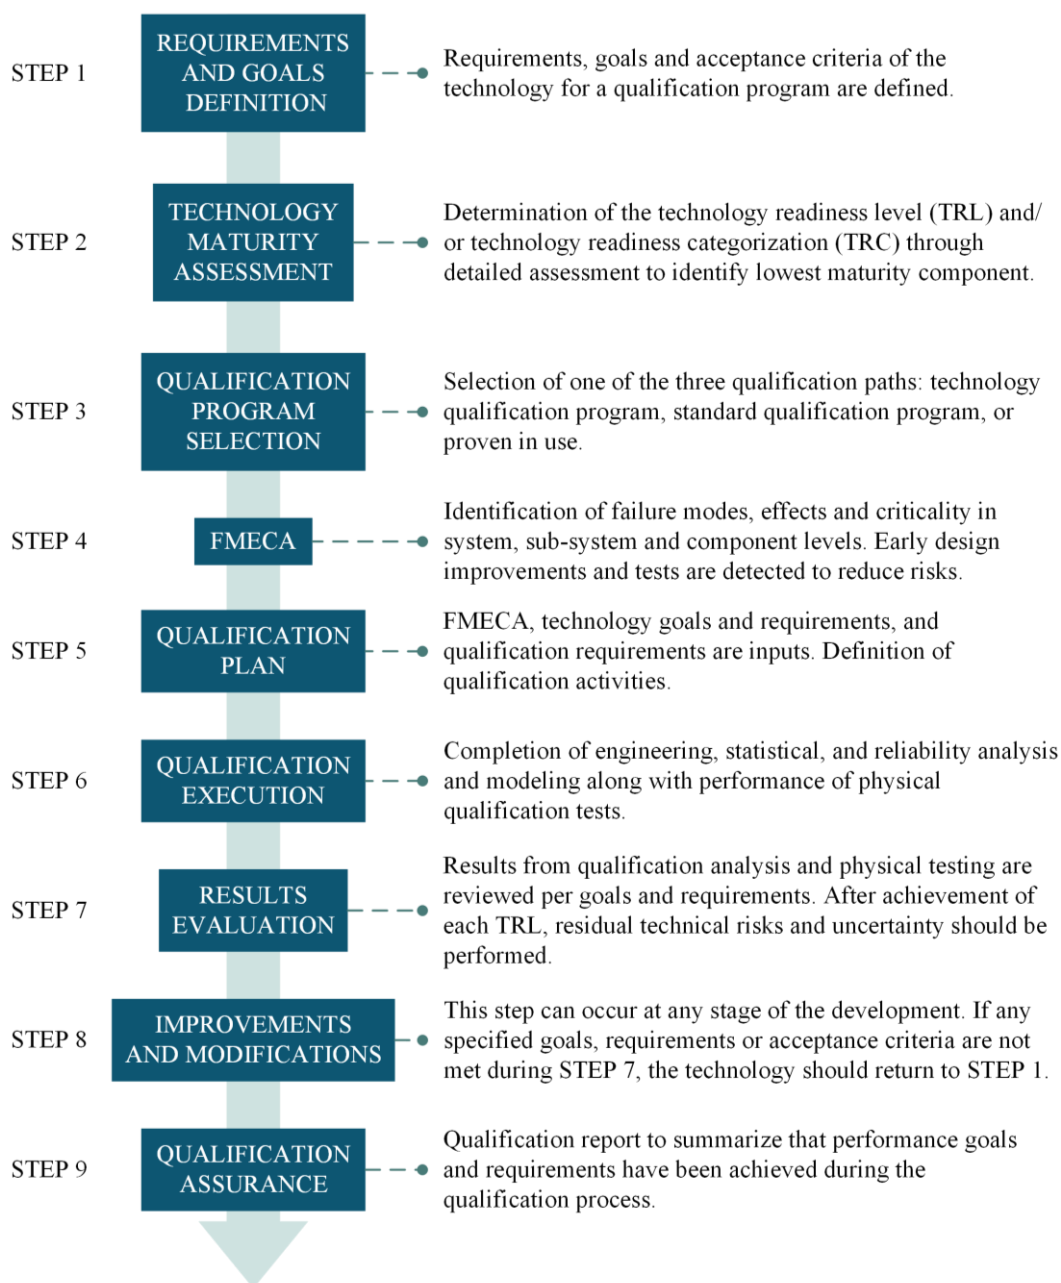 STEP 1
REQUIREMENTS
AND GOALS
DEFINITION
Requirements, goals and acceptance criteria of the
technology for a qualification program are defined.
STEP 2
TECHNOLOGY
MATURITY
ASSESSMENT
Determination of the technology readiness level (TRL) and/
or technology readiness categorization (TRC) through
detailed assessment to identify lowest maturity component.
STEP 3
QUALIFICATION
PROGRAM
SELECTION
Selection of one of the three qualification paths: technology
qualification program, standard qualification program, or
proven in use.
STEP 4
FMECA
Identification of failure modes, effects and criticality in
system, sub-system and component levels. Early design
improvements and tests are detected to reduce risks.
STEP 5
QUALIFICATION
PLAN
FMECA, technology goals and requirements, and
qualification requirements are inputs. Definition of
qualification activities.
STEP 6
QUALIFICATION
EXECUTION
Completion of engineering, statistical, and reliability analysis
and modeling along with performance of physical
qualification tests.
STEP 7
RESULTS
EVALUATION
Results from qualification analysis and physical testing are
reviewed per goals and requirements. After achievement of
each TRL, residual technical risks and uncertainty should be
performed.
STEP 8
IMPROVEMENTS
AND MODIFICATIONS
This step can occur at any stage of the development. If any
specified goals, requirements or acceptance criteria are not
met during STEP 7, the technology should return to STEP 1.
STEP 9
QUALIFICATION
ASSURANCE
Qualification report to summarize that performance goals
and requirements have been achieved during the
qualification process.